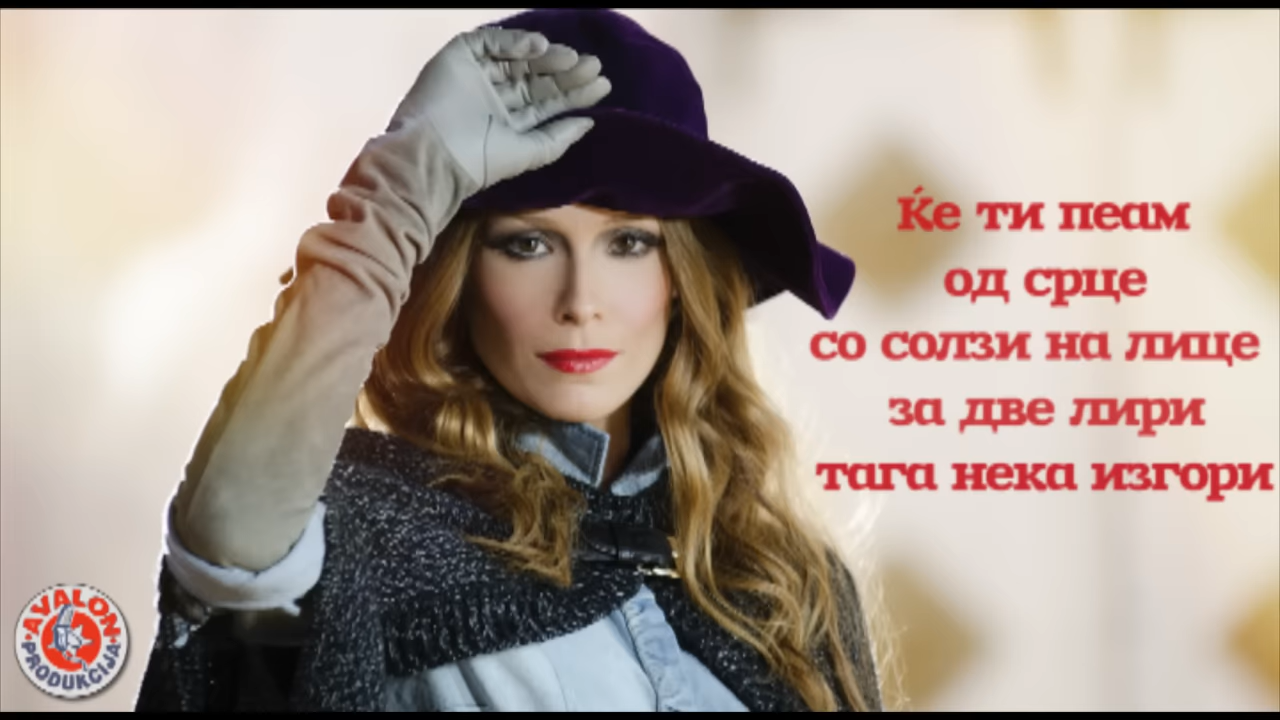 Ќе ти пеам
од срце
со солзи на лице
за две лири
тага нека изгори
AVALON
PRODUKCIJA